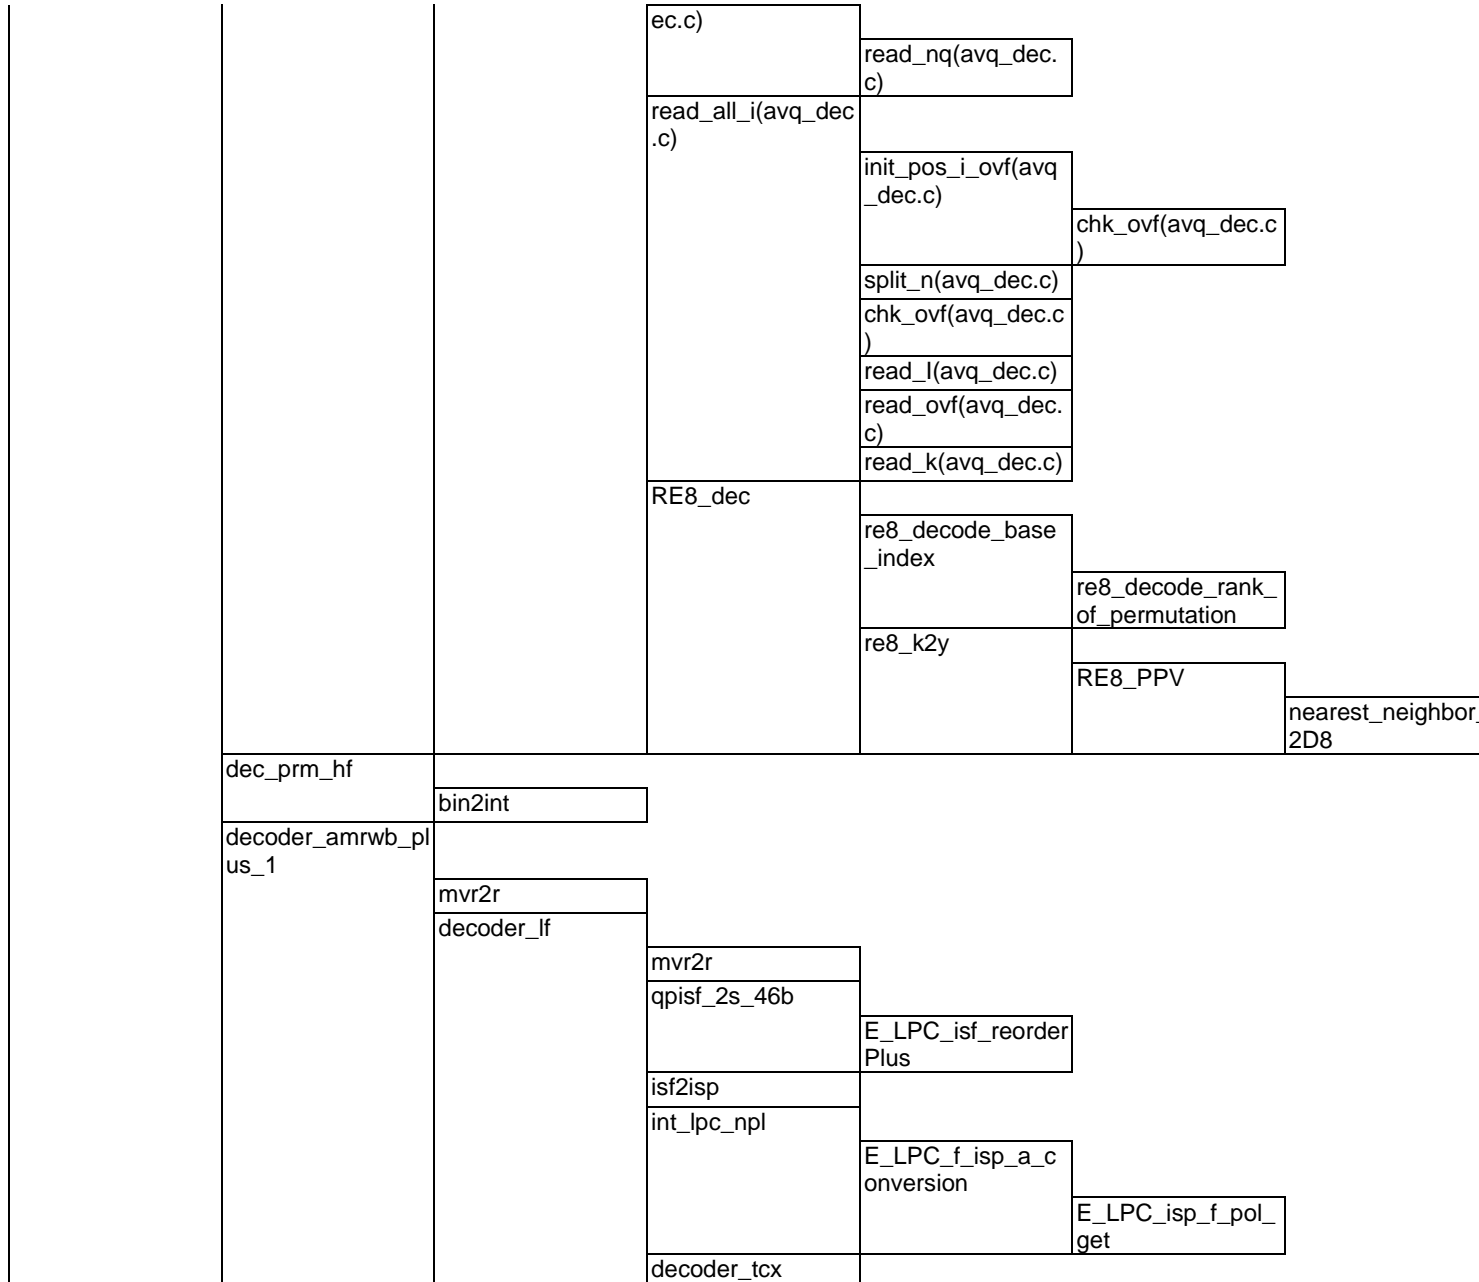 ec.c)
read_nq(avq_dec.
c)
read_all_i(avq_dec
.c)
init_pos_i_ovf(avq
_dec.c)
chk_ovf(avq_dec.c
)
split_n(avq_dec.c)
chk_ovf(avq_dec.c
)
read_I(avq_dec.c)
read_ovf(avq_dec.
c)
read_k(avq_dec.c)
RE8_dec
re8_decode_base
_index
re8_decode_rank_
of_permutation
re8_k2y
RE8_PPV
nearest_neighbor_
2D8
dec_prm_hf
bin2int
decoder_amrwb_pl
us_1
mvr2r
decoder_lf
mvr2r
qpisf_2s_46b
E_LPC_isf_reorder
Plus
isf2isp
int_lpc_npl
E_LPC_f_isp_a_c
onversion
E_LPC_isp_f_pol_
get
decoder_tcx